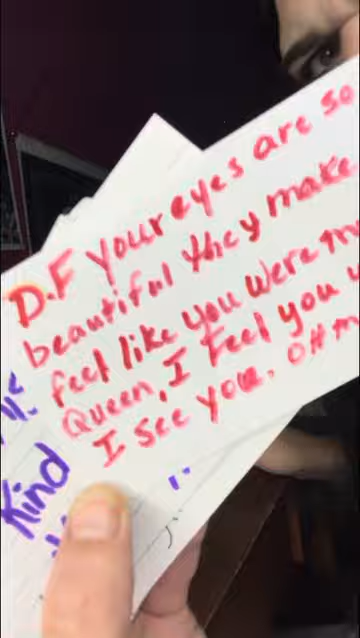 D.F your eyes are so
beautiful they make
feel like you were
Queen, I Feel you
I see you. OH
Kind